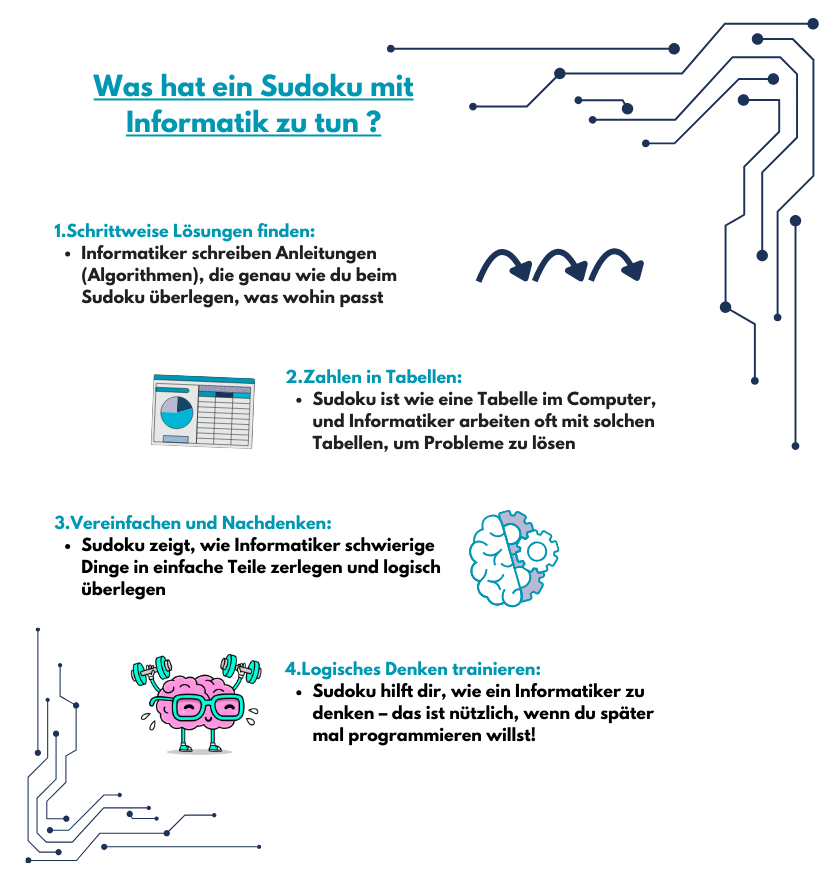 Was hat ein Sudoku mit
Informatik zu tun ?
1.Schrittweise Lösungen finden:
• Informatiker schreiben Anleitungen
(Algorithmen), die genau wie du beim
Sudoku überlegen, was wohin passt
2.Zahlen in Tabellen:
• Sudoku ist wie eine Tabelle im Computer,
und Informatiker arbeiten oft mit solchen
Tabellen, um Probleme zu lösen
3.Vereinfachen und Nachdenken:
• Sudoku zeigt, wie Informatiker schwierige
Dinge in einfache Teile zerlegen und logisch
überlegen
4.Logisches Denken trainieren:
• Sudoku hilft dir, wie ein Informatiker zu
denken – das ist nützlich, wenn du später
mal programmieren willst!